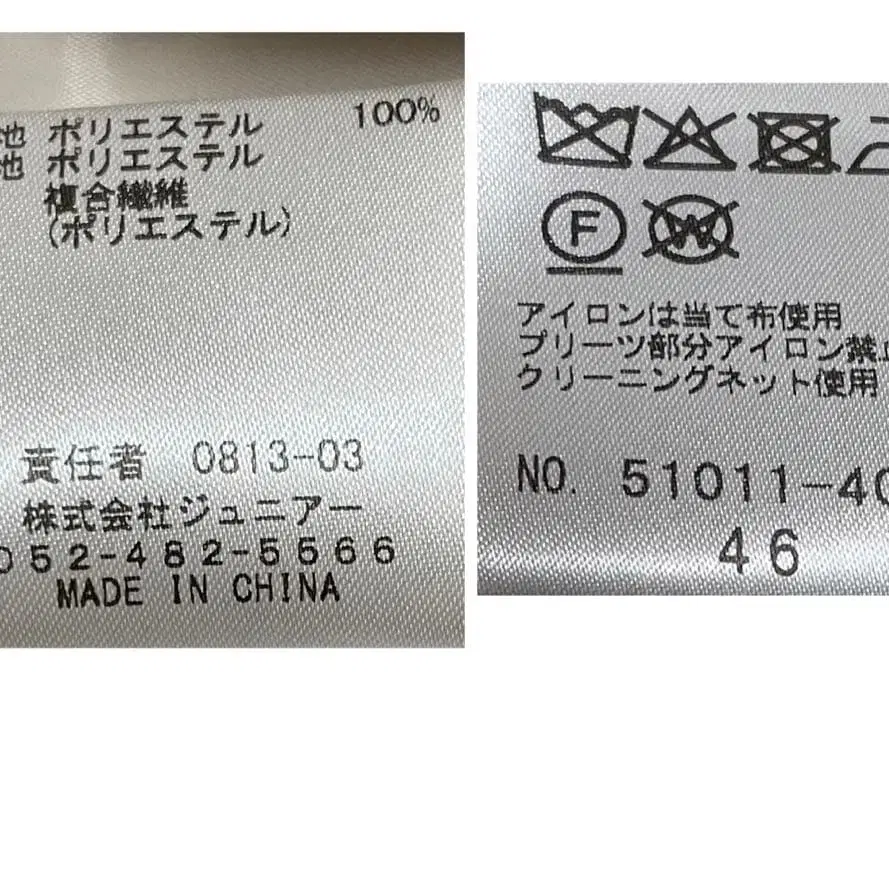 地 ポリエステル 100%
地 ポリエステル
複合繊維
(ポリエステル)
責任者 0813-03
株式会社ジュニアー
052-482-5566
MADE IN CHINA
F
W
アイロンは当て布使用
プリーツ部分アイロン禁止
クリーニングネット使用
NO. 51011-40
46